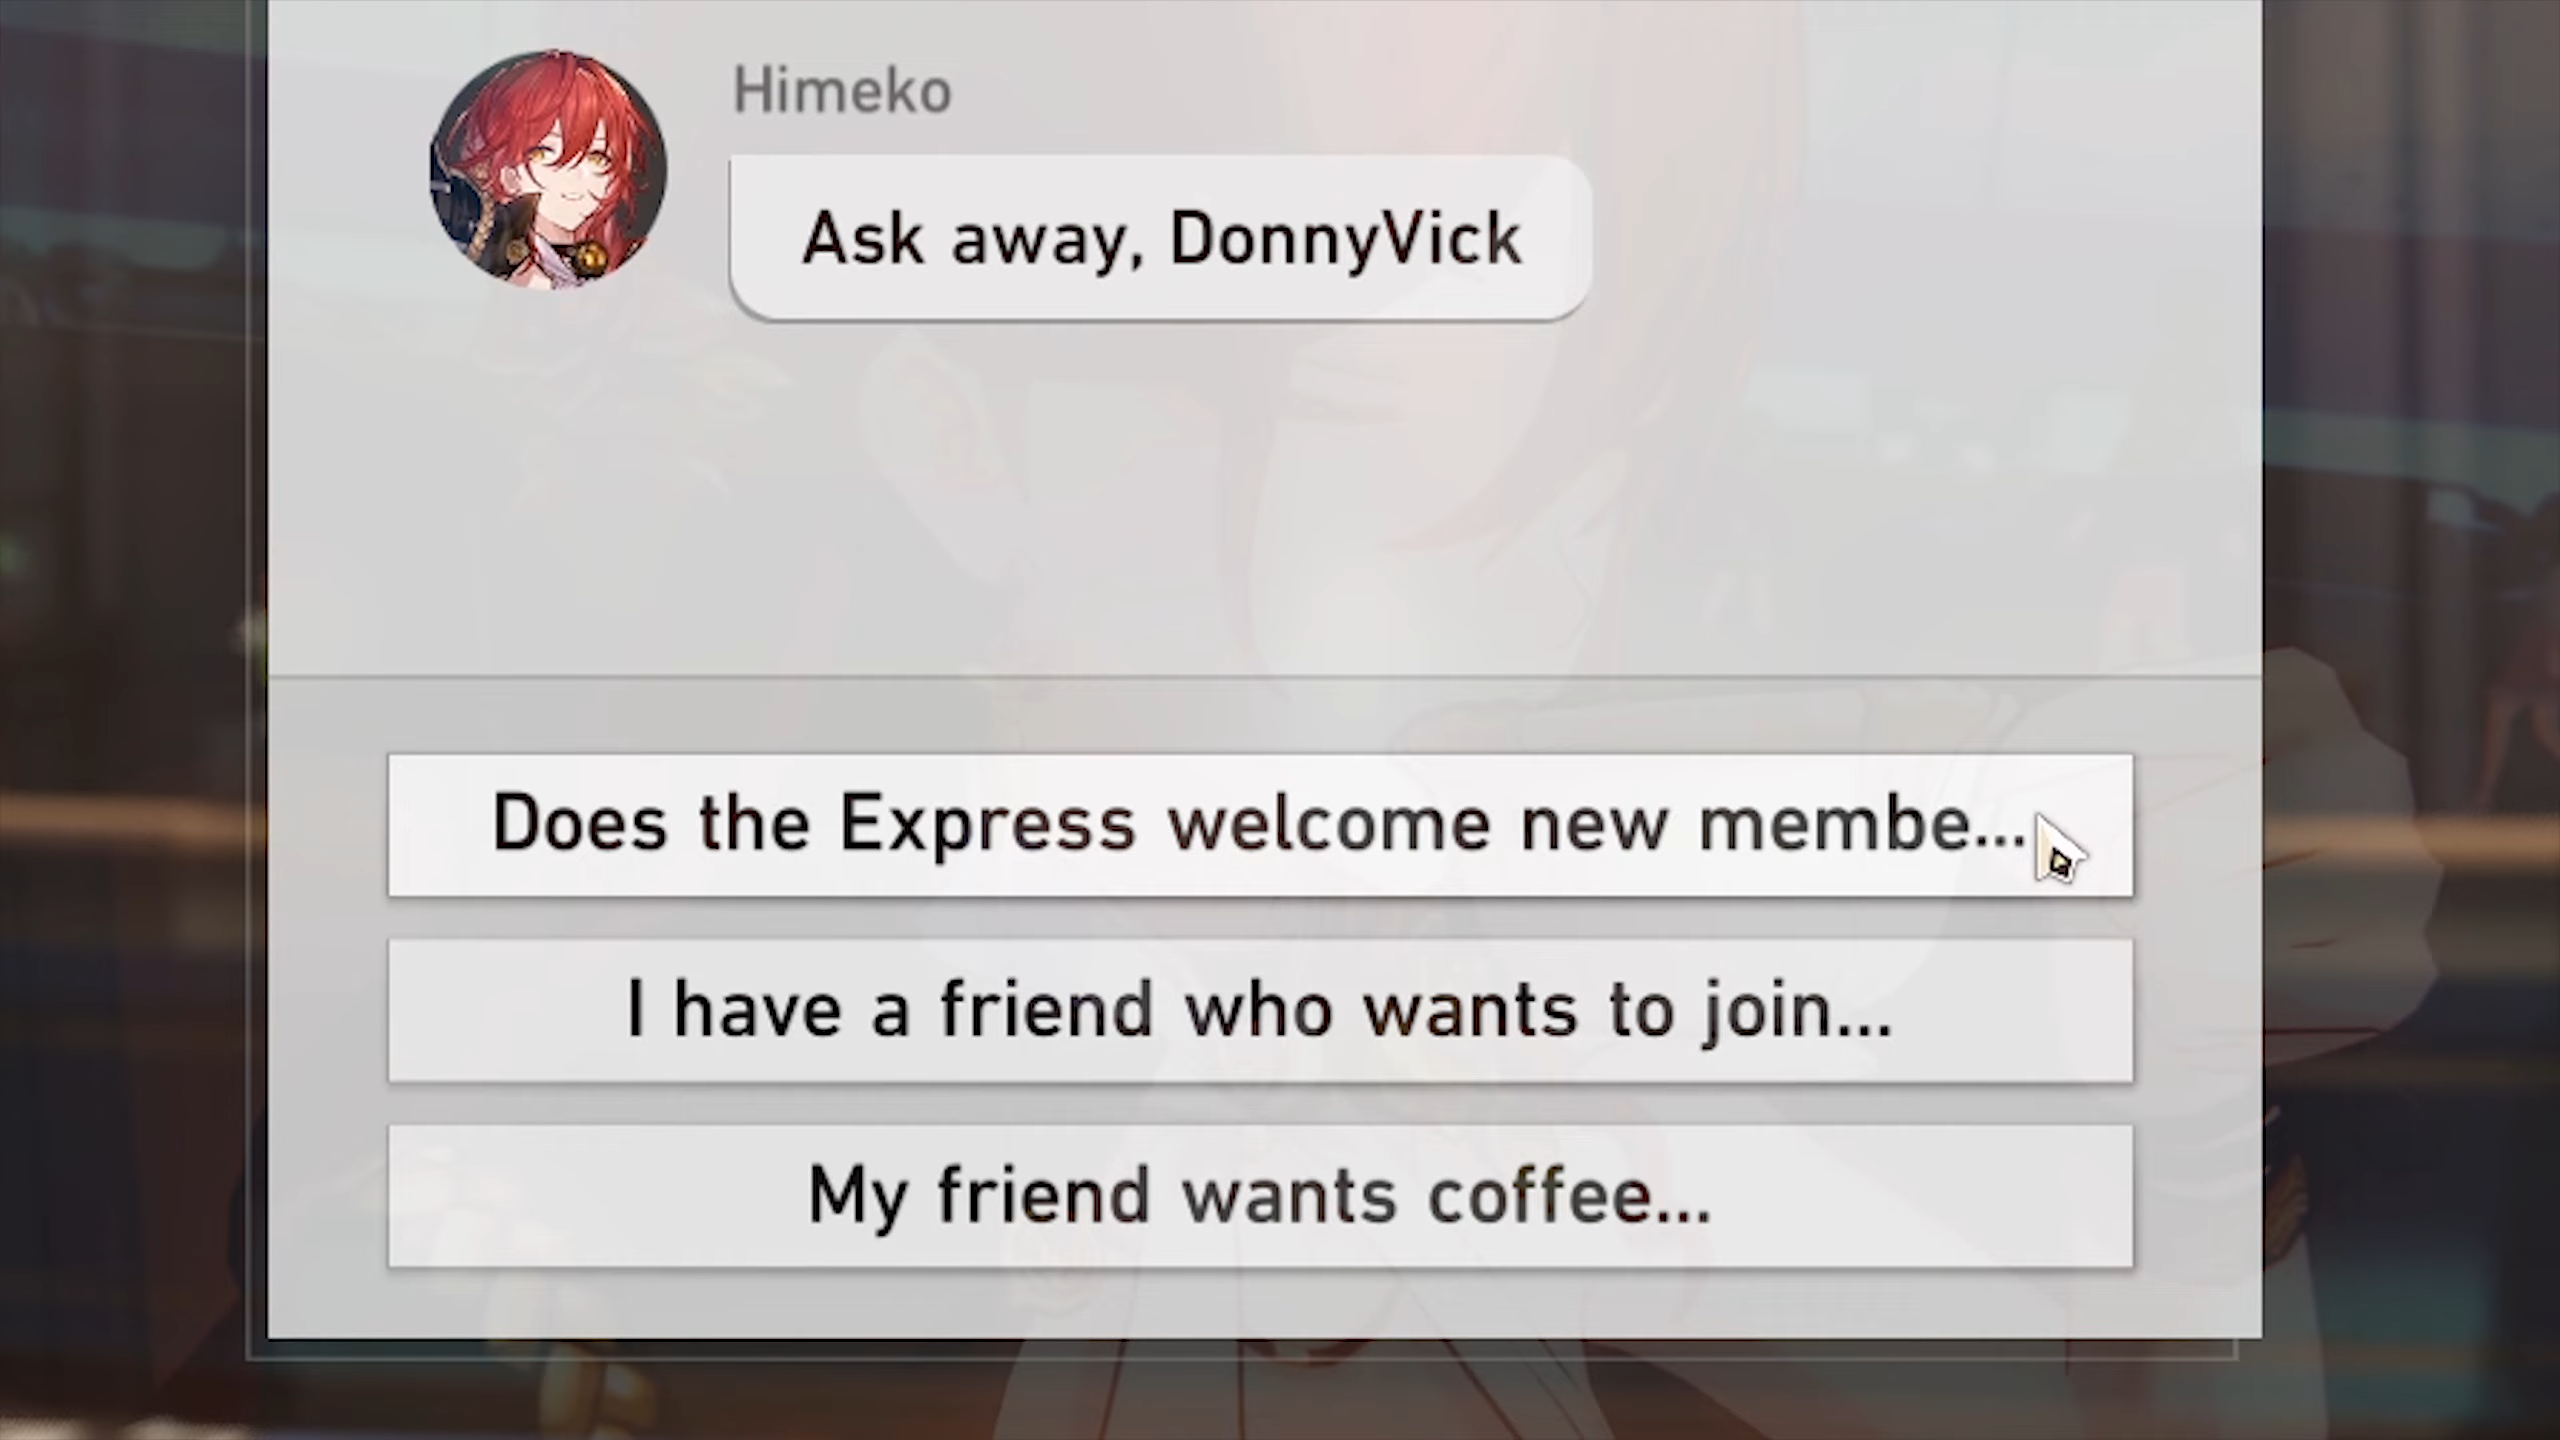 Himeko
Ask away, DonnyVick
Does the Express welcome new membe...
I have a friend who wants to join...
My friend wants coffee...